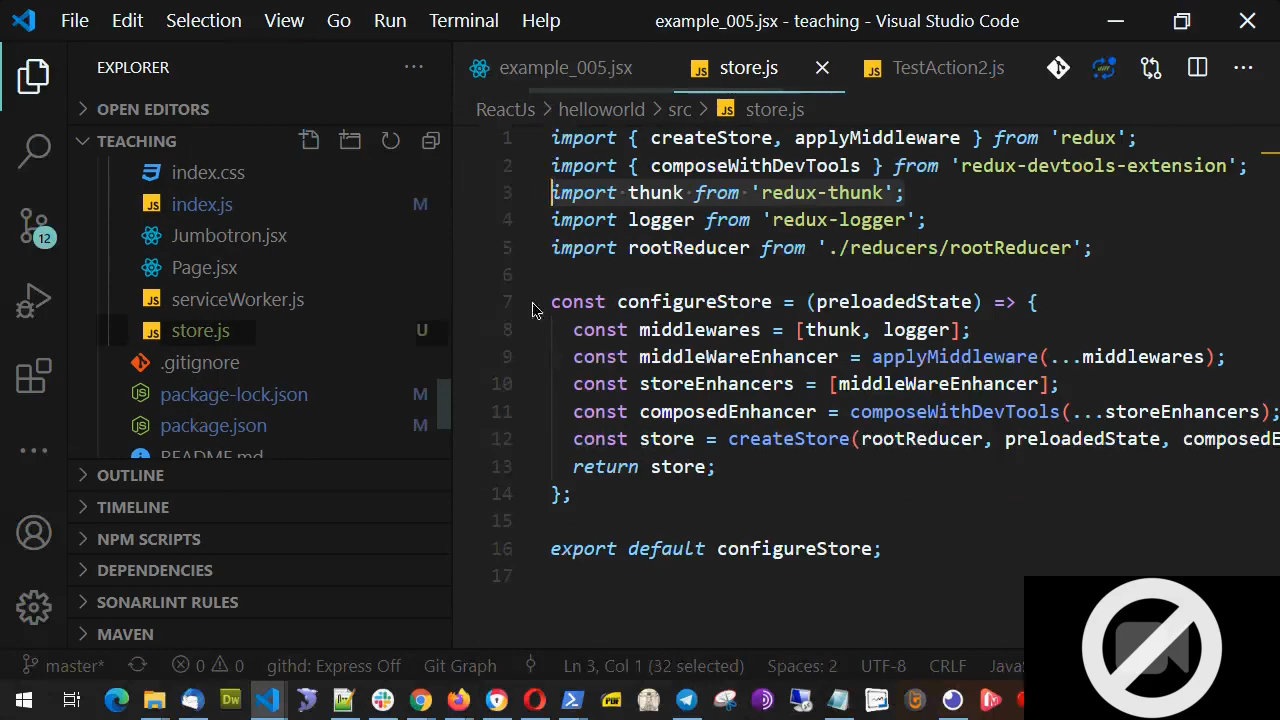 File Edit Selection View Go Run Terminal Help example_005.jsx - teaching - Visual Studio Code
EXPLORER ...
example_005.jsx store.js TestAction2.js ...
OPEN EDITORS
ReactJs > helloworld > src > store.js
TEACHING
index.css
index.js M
Jumbotron.jsx
Page.jsx
serviceWorker.js
store.js U
.gitignore
package-lock.json M
package.json M
README.md
OUTLINE
TIMELINE
NPM SCRIPTS
DEPENDENCIES
SONARLINT RULES
MAVEN
12
1 import { createStore, applyMiddleware } from 'redux';
2 import { composeWithDevTools } from 'redux-devtools-extension';
3 import thunk from 'redux-thunk';
4 import logger from 'redux-logger';
5 import rootReducer from './reducers/rootReducer';
6
7 const configureStore = (preloadedState) => {
8 const middlewares = [thunk, logger];
9 const middleWareEnhancer = applyMiddleware(...middlewares);
10 const storeEnhancers = [middleWareEnhancer];
11 const composedEnhancer = composeWithDevTools(...storeEnhancers);
12 const store = createStore(rootReducer, preloadedState, composedE
13 return store;
14 };
15
16 export default configureStore;
17
master* 0 0 githd: Express Off Git Graph Ln 3, Col 1 (32 selected) Spaces: 2 UTF-8 CRLF Javas
Dw